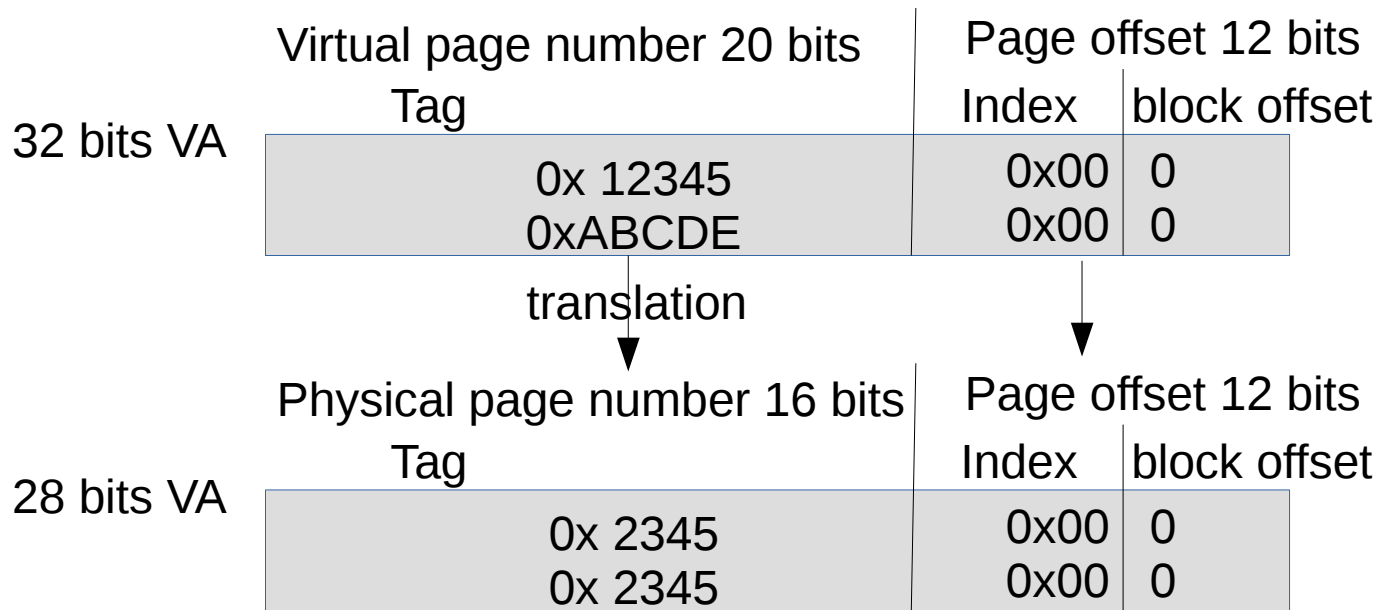 Virtual page number 20 bits
Page offset 12 bits
Tag
Index
block offset
32 bits VA
0x 12345
0x00
0
0xABCDE
0x00
0
translation
Physical page number 16 bits
Page offset 12 bits
Tag
Index
block offset
28 bits VA
0x 2345
0x00
0
0x 2345
0x00
0